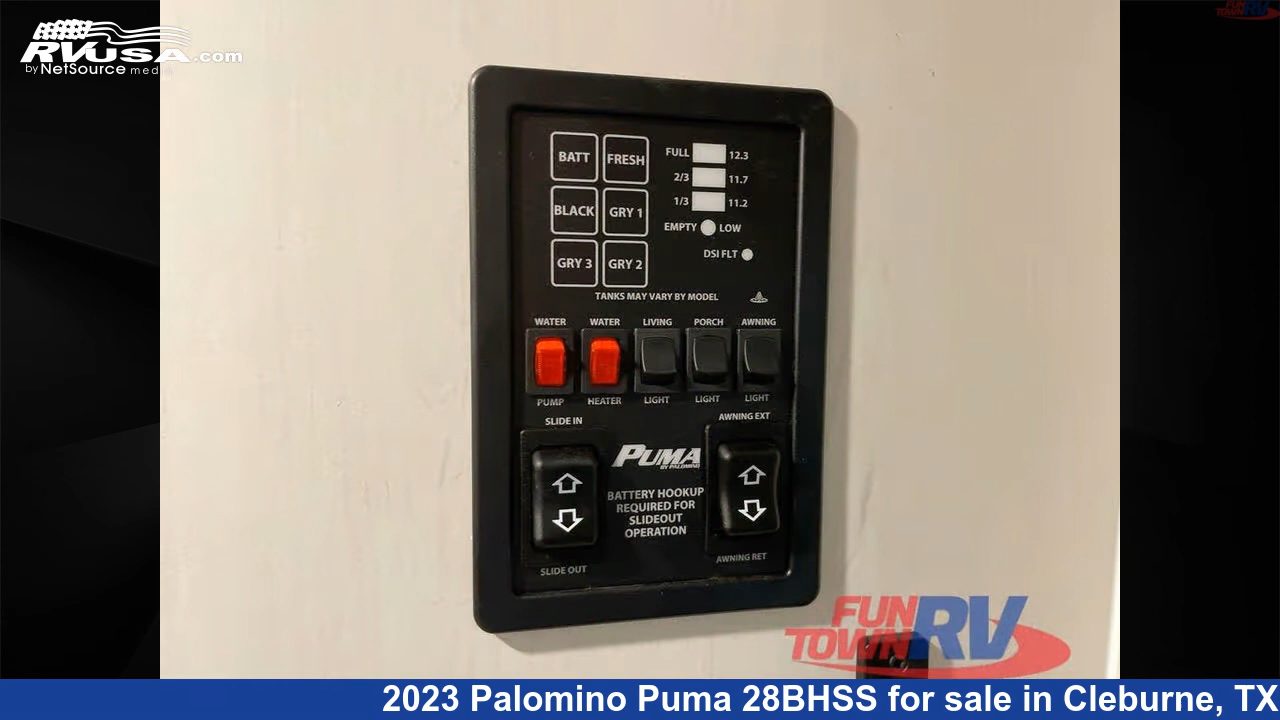 RVUSA.com
by NetSource media
FUN TOWN RV
BATT FRESH
BLACK GRY 1
GRY 3 GRY 2
FULL 12.3
2/3 11.7
1/3 11.2
EMPTY LOW
DSI FLT
TANKS MAY VARY BY MODEL
WATER WATER LIVING PORCH AWNING
PUMP HEATER LIGHT LIGHT LIGHT
SLIDE IN
AWNING EXT
PUMA
BY PALOMINO
BATTERY HOOKUP
REQUIRED FOR
SLIDEOUT
OPERATION
SLIDE OUT
AWNING RET
FUN
TOWN RV
2023 Palomino Puma 28BHSS for sale in Cleburne, TX